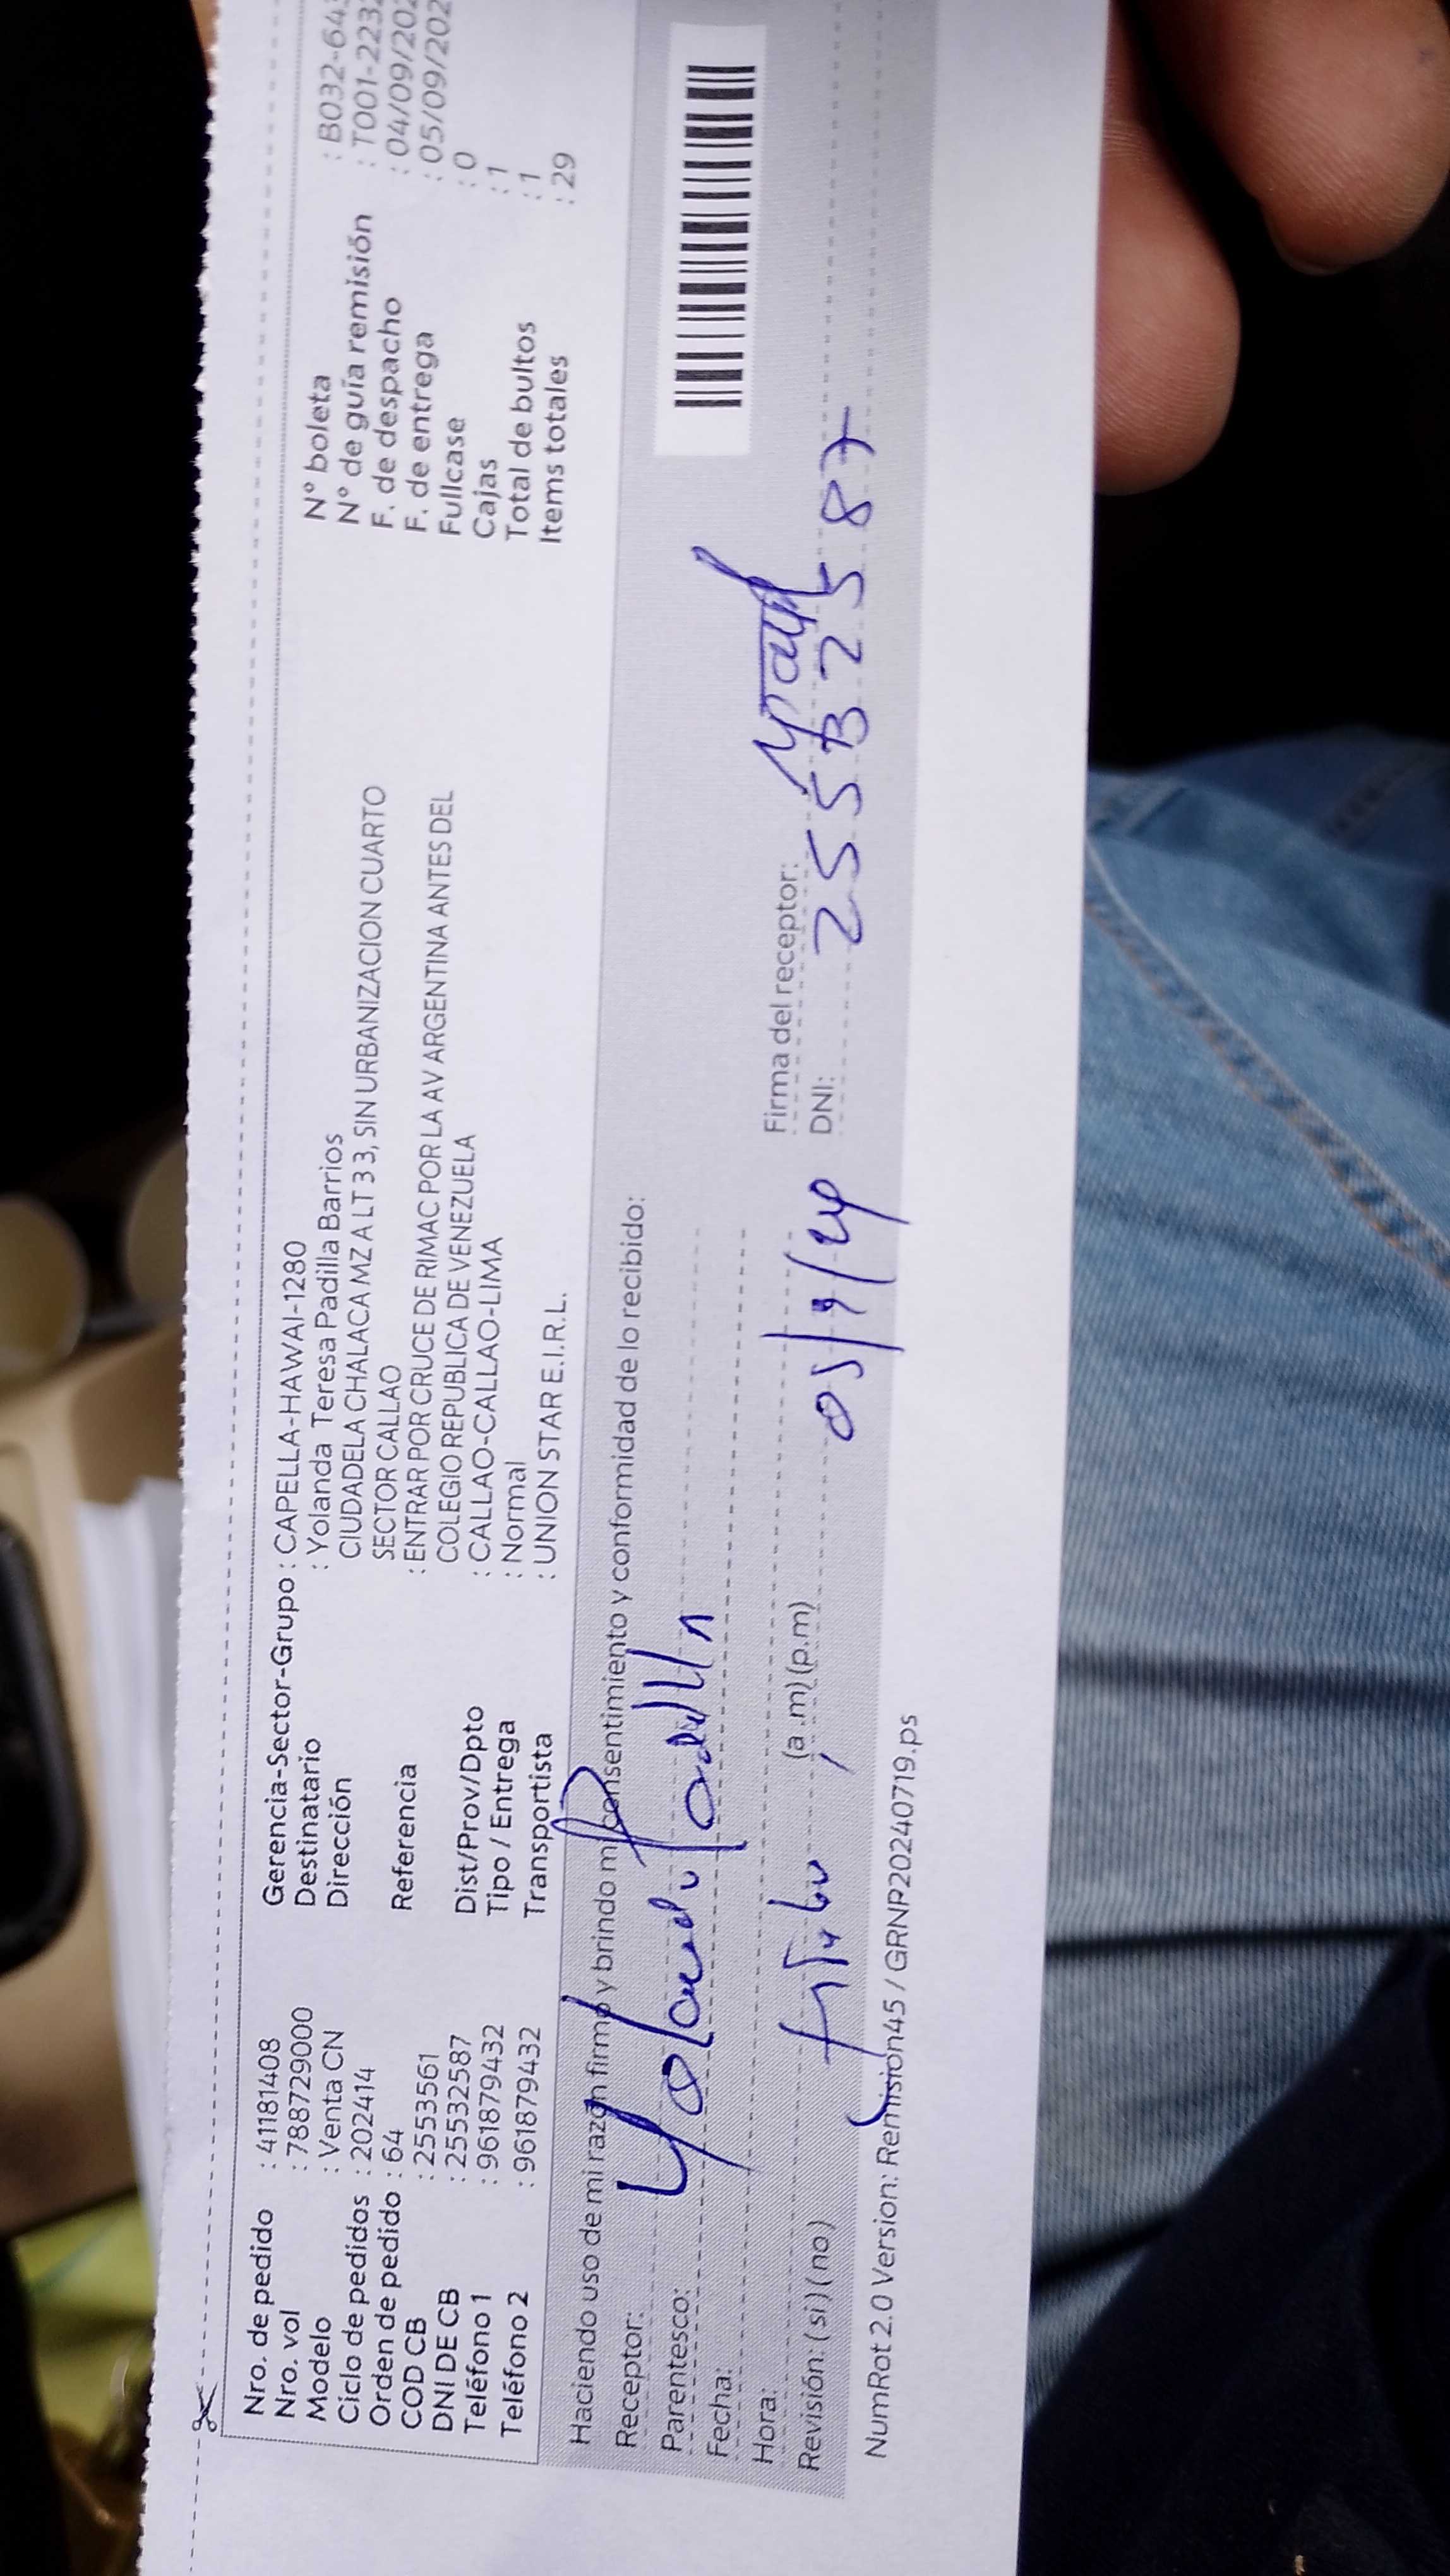 Nro. de pedido : 41181408 Gerencia-Sector-Grupo : CAPELLA-HAWAI-1280 N° boleta : B032-64
Nro. vol : 788729000 Destinatario : Yolanda Teresa Padilla Barrios N° de guía remisión : T001-223
Modelo : Venta CN Dirección CIUDADELA CHALACA MZ A LT 33, SIN URBANIZACION CUARTO F. de despacho : 04/09/202
Ciclo de pedidos : 202414 SECTOR CALLAO F. de entrega : 05/09/202
Orden de pedido : 64 Referencia : ENTRAR POR CRUCE DE RIMAC POR LA AV ARGENTINA ANTES DEL Fullcase : 0
COD CB : 2553561 COLEGIO REPUBLICA DE VENEZUELA Cajas : 1
DNI DE CB : 25532587 Dist/Prov/Dpto : CALLAO-CALLAO-LIMA Total de bultos : 1
Teléfono 1 : 961879432 Tipo / Entrega : Normal Items totales : 29
Teléfono 2 : 961879432 Transportista : UNION STAR E.I.R.L.
Haciendo uso de mi razón firmo y brindo mi consentimiento y conformidad de lo recibido:
Receptor: Yolanda Padilla
Parentesco:
Fecha:
Hora: (a.m)(p.m) Firma del receptor:
Revisión: (si)(no) DNI: 25532587
NumRot 2.0 Version: Remision45 / GRNP20240719.ps